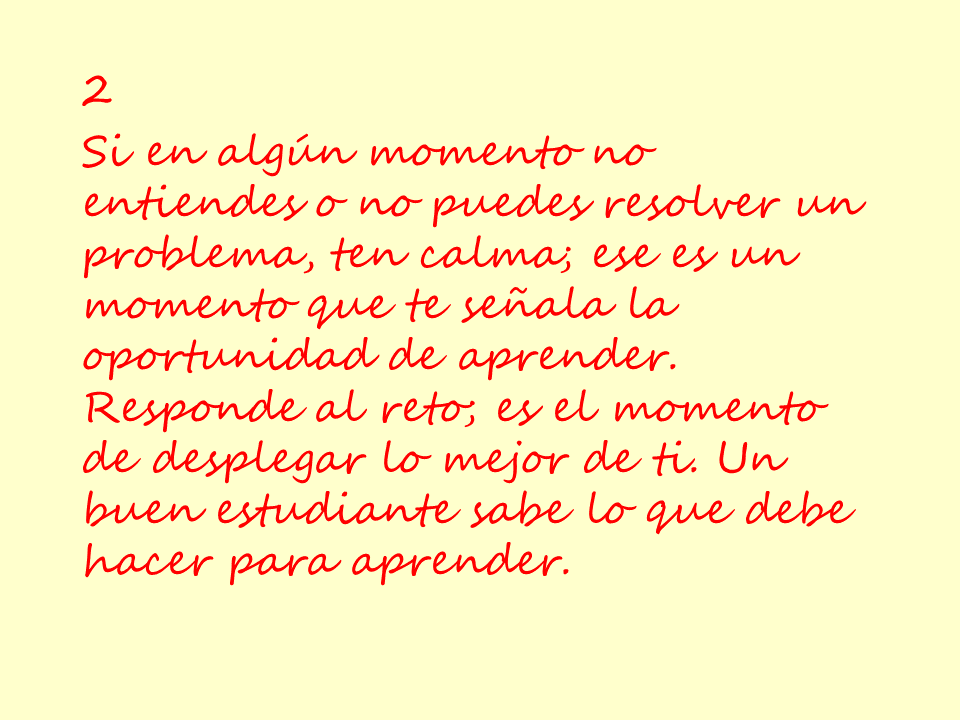 2
Si en algún momento no
entiendes o no puedes resolver un
problema, ten calma; ese es un
momento que te señala la
oportunidad de aprender.
Responde al reto; es el momento
de desplegar lo mejor de ti. Un
buen estudiante sabe lo que debe
hacer para aprender.